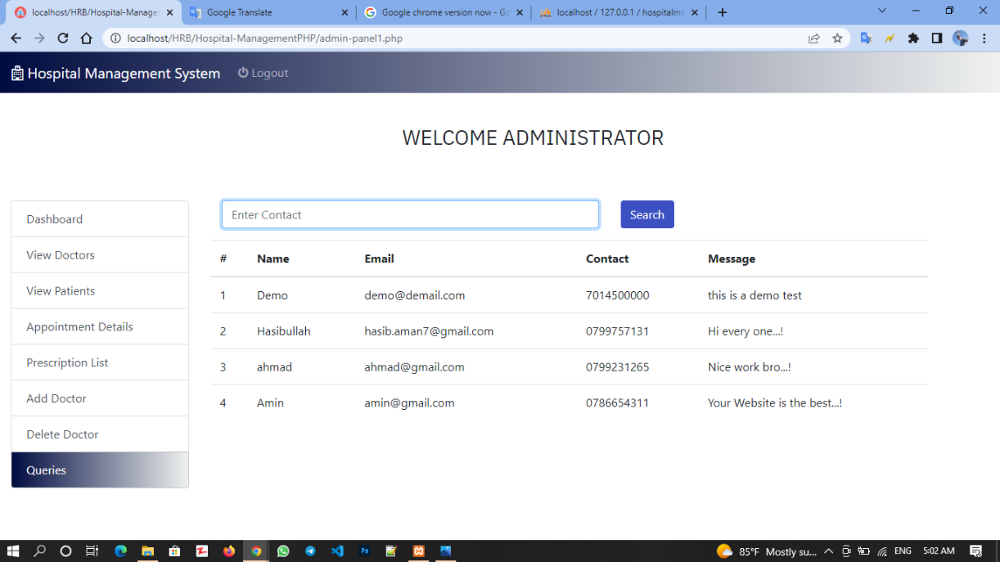 localhost/HRB/Hospital-Manage
Google Translate
Google chrome version now - Go
localhost / 127.0.0.1 / hospitalms
localhost/HRB/Hospital-ManagementPHP/admin-panel1.php
Hospital Management System
Logout
WELCOME ADMINISTRATOR
Dashboard
View Doctors
View Patients
Appointment Details
Prescription List
Add Doctor
Delete Doctor
Queries
Enter Contact
Search
# Name Email Contact Message
1 Demo demo@demail.com 7014500000 this is a demo test
2 Hasibullah hasib.aman7@gmail.com 0799757131 Hi every one...!
3 ahmad ahmad@gmail.com 0799231265 Nice work bro...!
4 Amin amin@gmail.com 0786654311 Your Website is the best...!
85°F Mostly su... ENG 5:02 AM